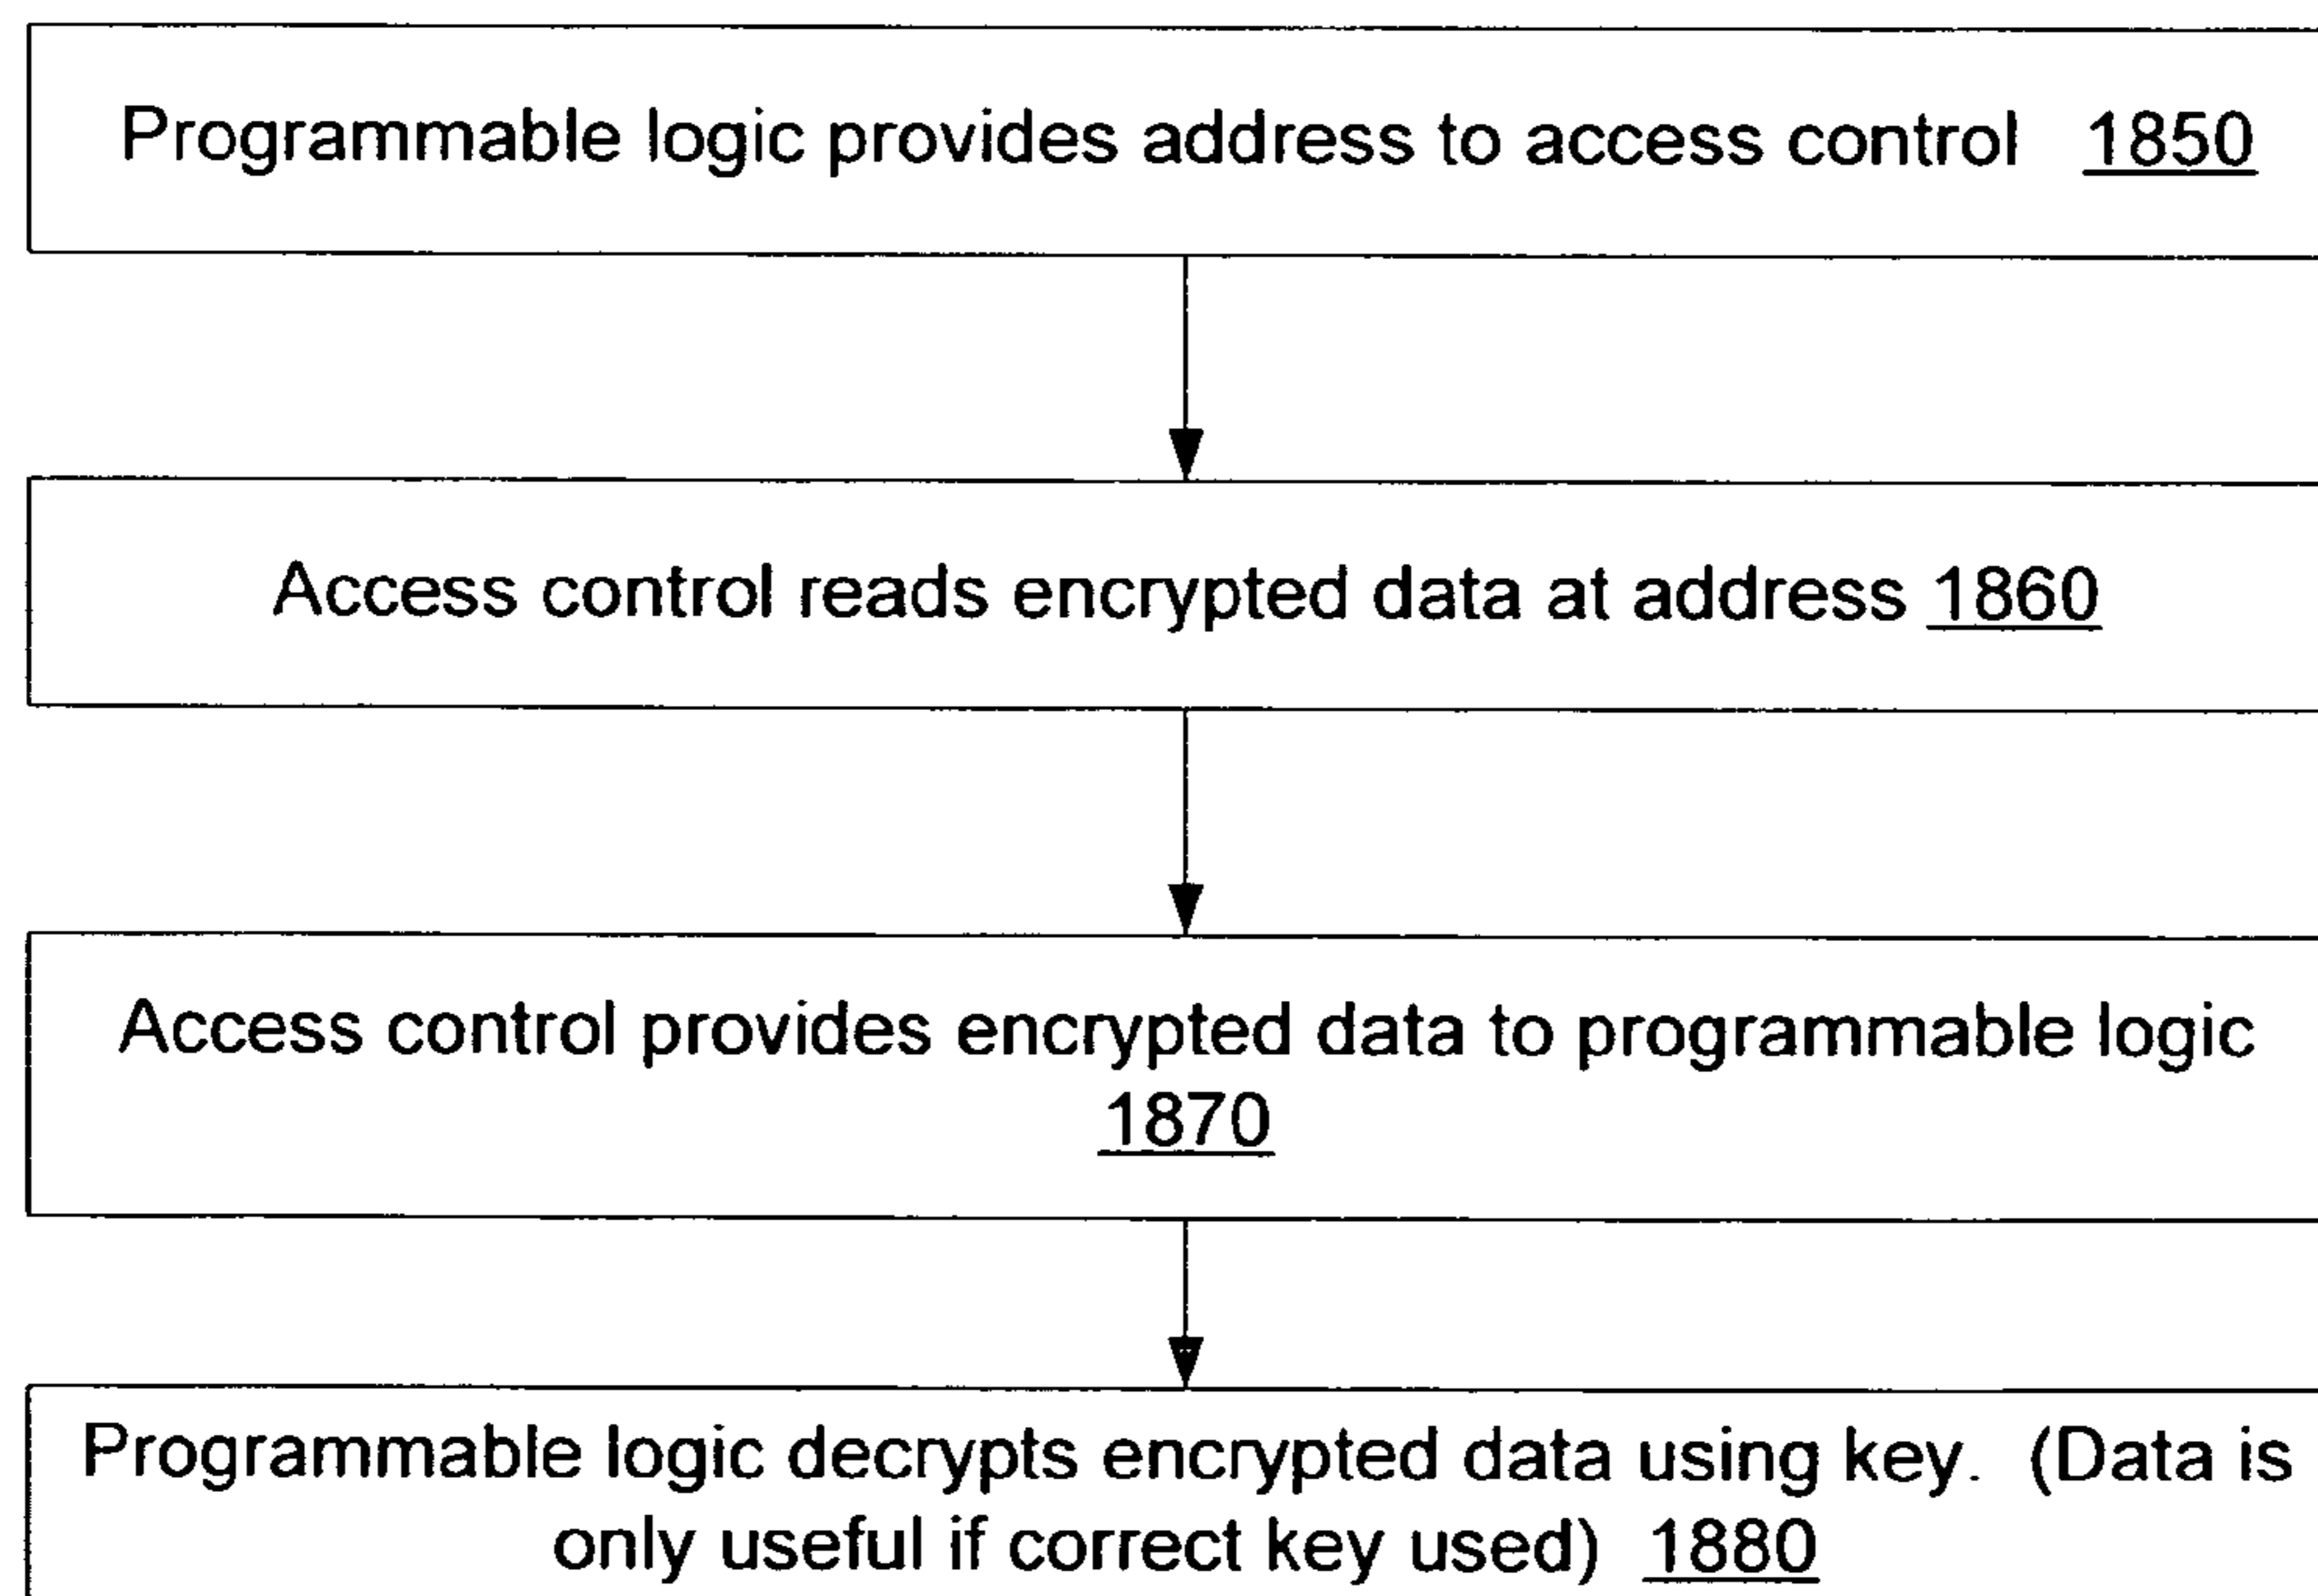 Programmable logic provides address to access control 1850
Access control reads encrypted data at address 1860
Access control provides encrypted data to programmable logic
1870
Programmable logic decrypts encrypted data using key. (Data is
only useful if correct key used) 1880